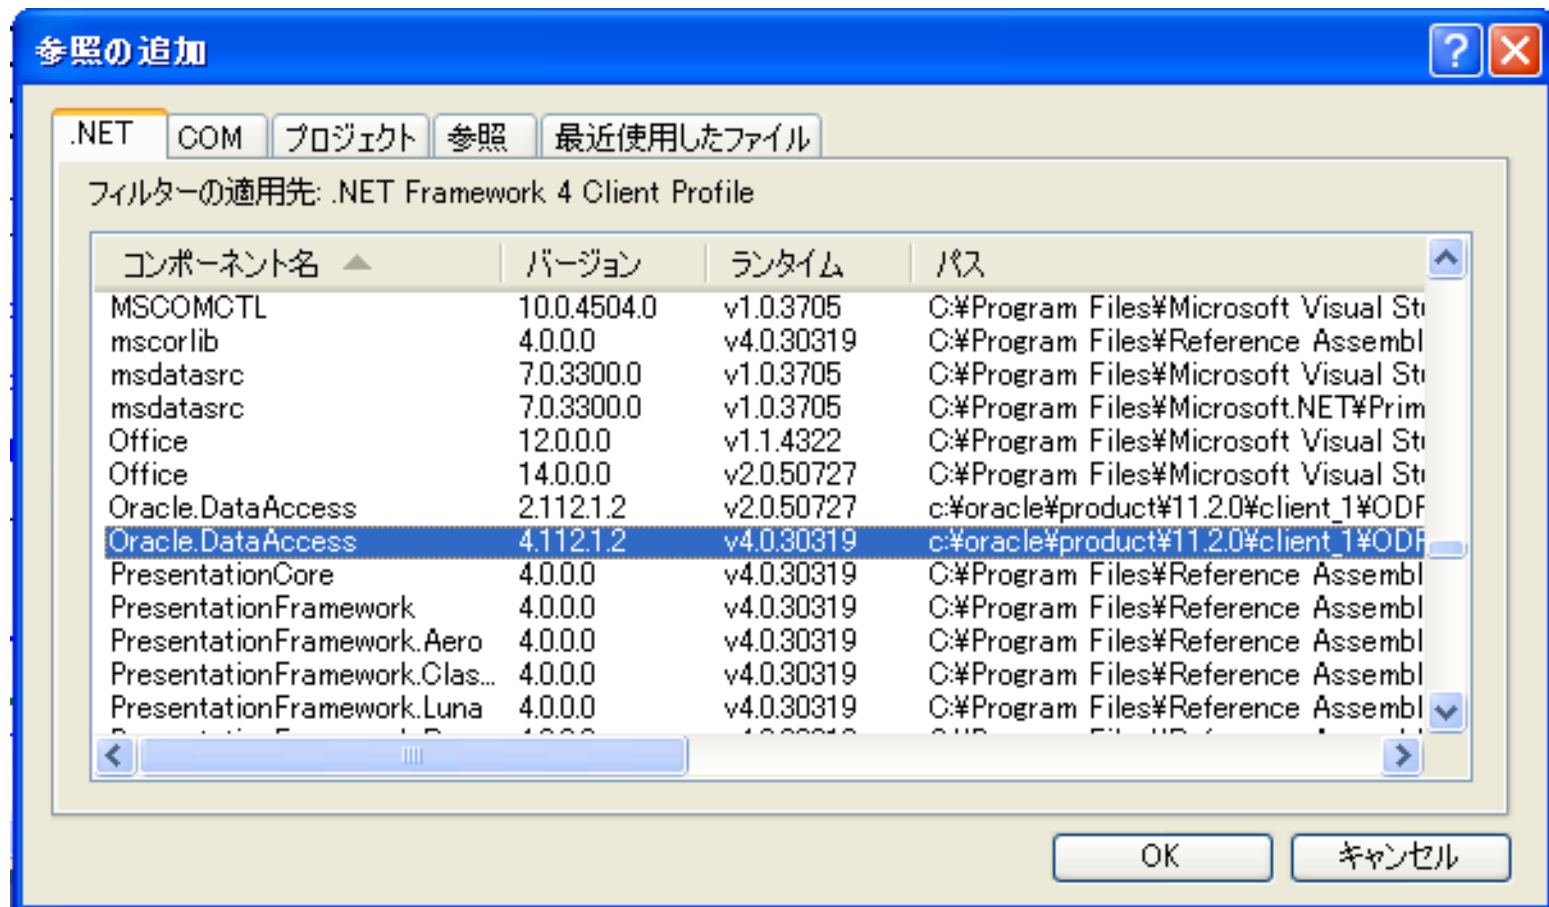 参照の追加
.NET COM プロジェクト 参照 最近使用したファイル
フィルターの適用先: .NET Framework 4 Client Profile
コンポーネント名 バージョン ランタイム パス
MSCOMCTL 10.0.4504.0 v1.0.3705 C:¥Program Files¥Microsoft Visual
mscorlib 4.0.0.0 v4.0.30319 C:¥Program Files¥Reference Assembl
msdatasrc 7.0.3300.0 v1.0.3705 C:¥Program Files¥Microsoft Visual
msdatasrc 7.0.3300.0 v1.0.3705 C:¥Program Files¥Microsoft.NET¥Prim
Office 12.0.0.0 v1.1.4322 C:¥Program Files¥Microsoft Visual
Office 14.0.0.0 v2.0.50727 C:¥Program Files¥Microsoft Visual
Oracle.DataAccess 2.112.1.2 v2.0.50727 c:¥oracle¥product¥11.2.0¥client_1¥ODF
Oracle.DataAccess 4.112.1.2 v4.0.30319 c:¥oracle¥product¥11.2.0¥client_1¥ODF
PresentationCore 4.0.0.0 v4.0.30319 C:¥Program Files¥Reference Assembl
PresentationFramework 4.0.0.0 v4.0.30319 C:¥Program Files¥Reference Assembl
PresentationFramework.Aero 4.0.0.0 v4.0.30319 C:¥Program Files¥Reference Assembl
PresentationFramework.Clas... 4.0.0.0 v4.0.30319 C:¥Program Files¥Reference Assembl
PresentationFramework.Luna 4.0.0.0 v4.0.30319 C:¥Program Files¥Reference Assembl
OK キャンセル